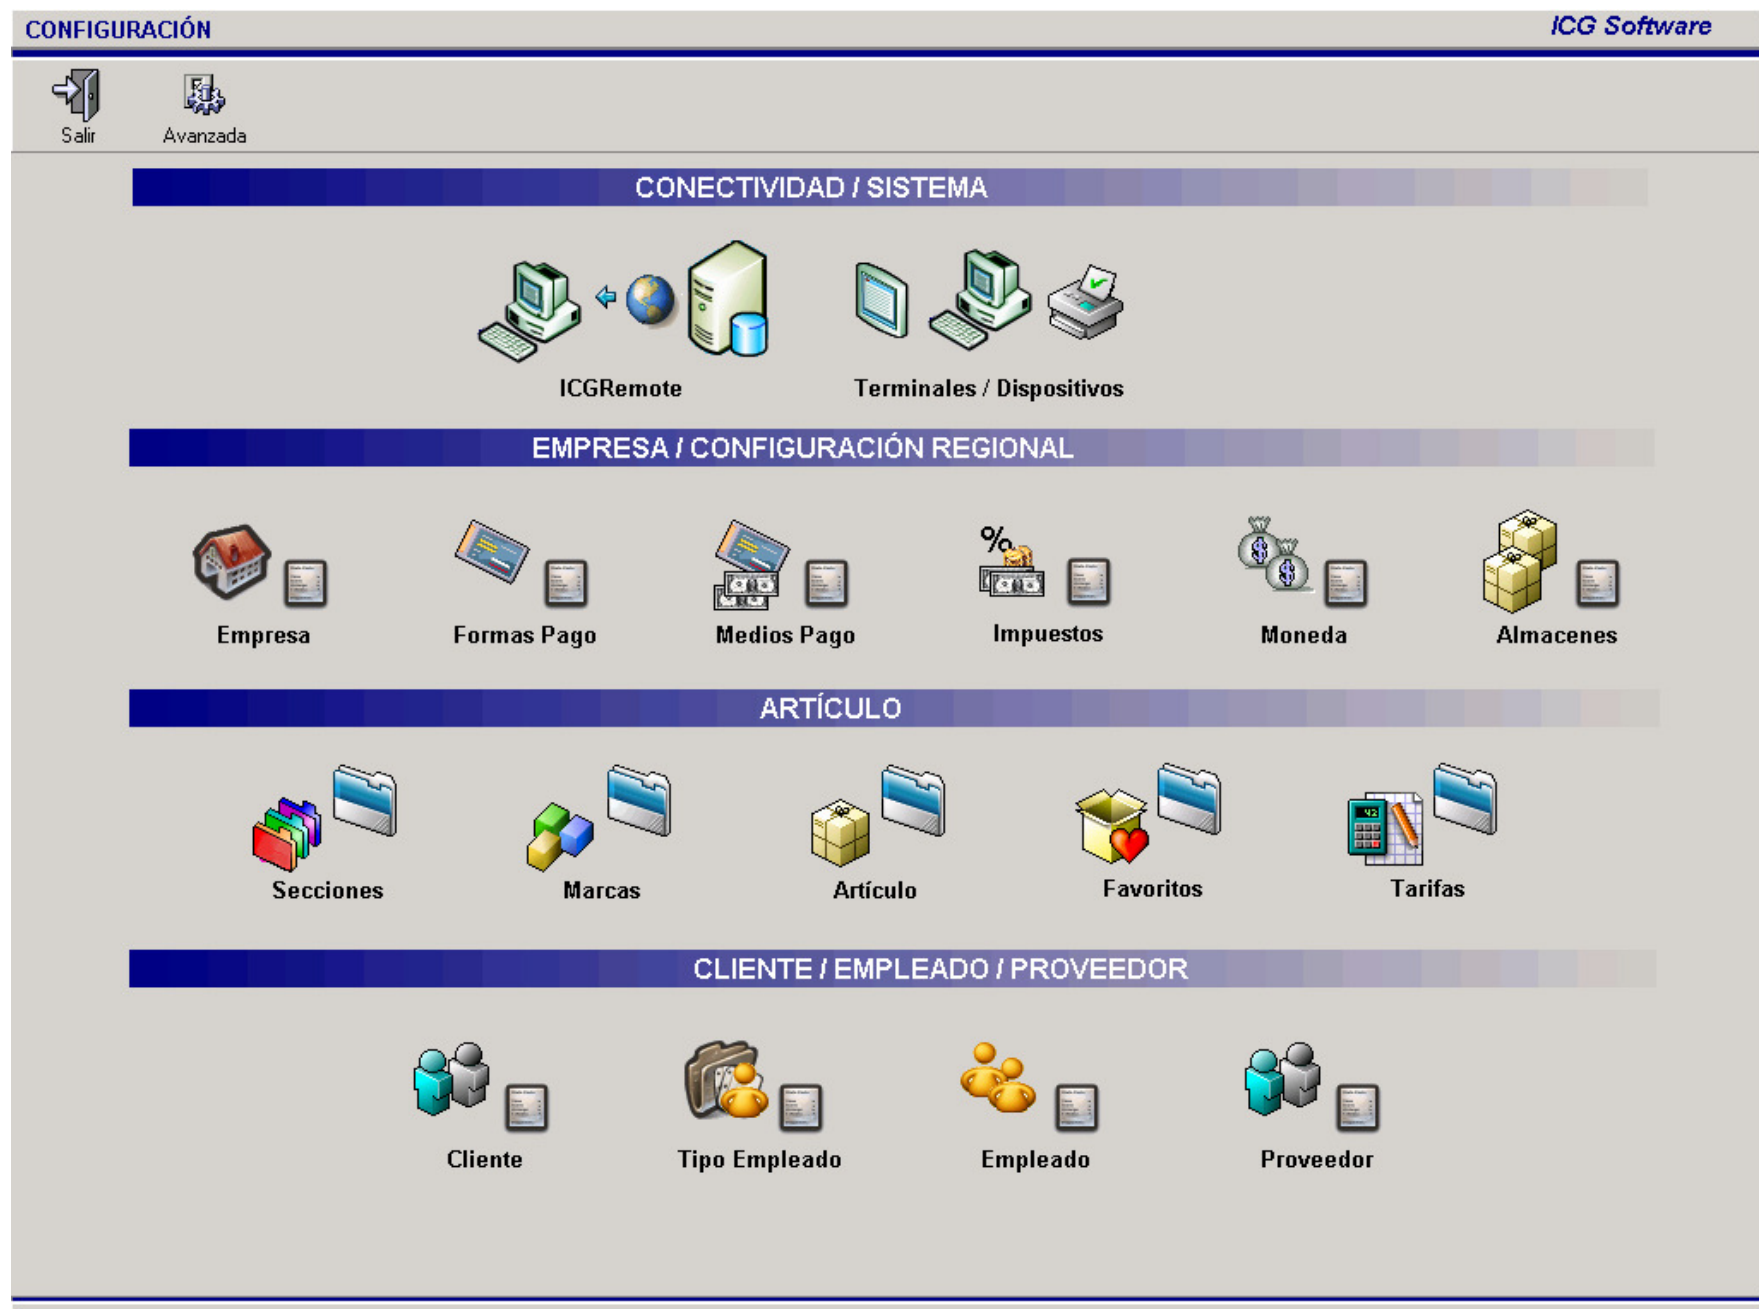 CONFIGURACIÓN
ICG Software
Salir
Avanzada
CONECTIVIDAD / SISTEMA
ICGRemote
Terminales / Dispositivos
EMPRESA / CONFIGURACIÓN REGIONAL
%
Empresa
Formas Pago
Medios Pago
Impuestos
Moneda
Almacenes
ARTÍCULO
Secciones
Marcas
Artículo
Favoritos
Tarifas
CLIENTE / EMPLEADO / PROVEEDOR
Cliente
Tipo Empleado
Empleado
Proveedor